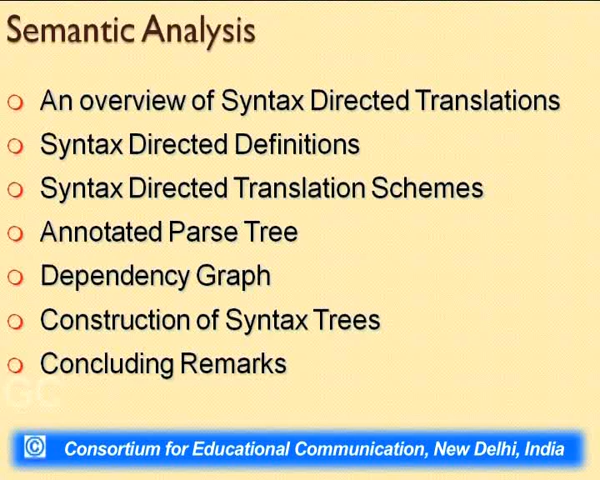 Semantic Analysis
An overview of Syntax Directed Translations
Syntax Directed Definitions
Syntax Directed Translation Schemes
Annotated Parse Tree
Dependency Graph
Construction of Syntax Trees
Concluding Remarks
GC
© Consortium for Educational Communication, New Delhi, India